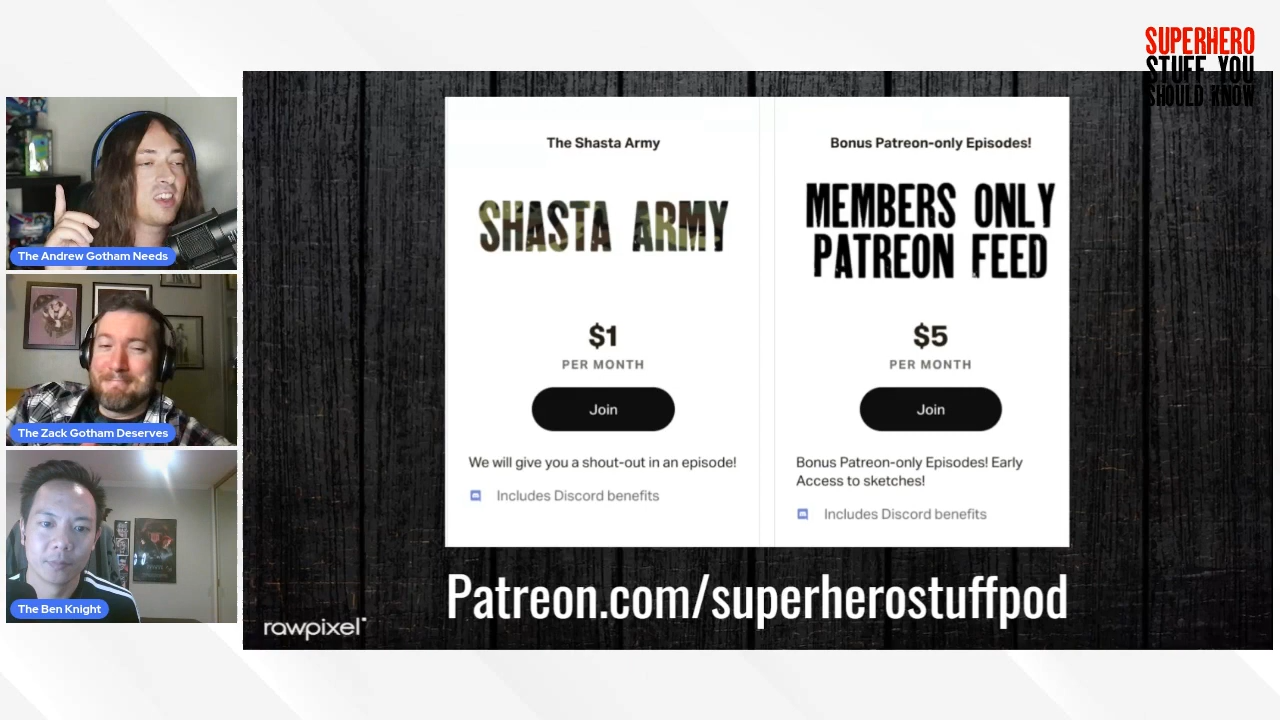 SUPERHERO
STUFF YOU
SHOULD KNOW
The Andrew Gotham Needs
The Zack Gotham Deserves
The Ben Knight
The Shasta Army
SHASTA ARMY
$1
PER MONTH
Join
We will give you a shout-out in an episode!
Includes Discord benefits
Bonus Patreon-only Episodes!
MEMBERS ONLY
PATREON FEED
$5
PER MONTH
Join
Bonus Patreon-only Episodes! Early
Access to sketches!
Includes Discord benefits
Patreon.com/superherostuffpod
rawpixel